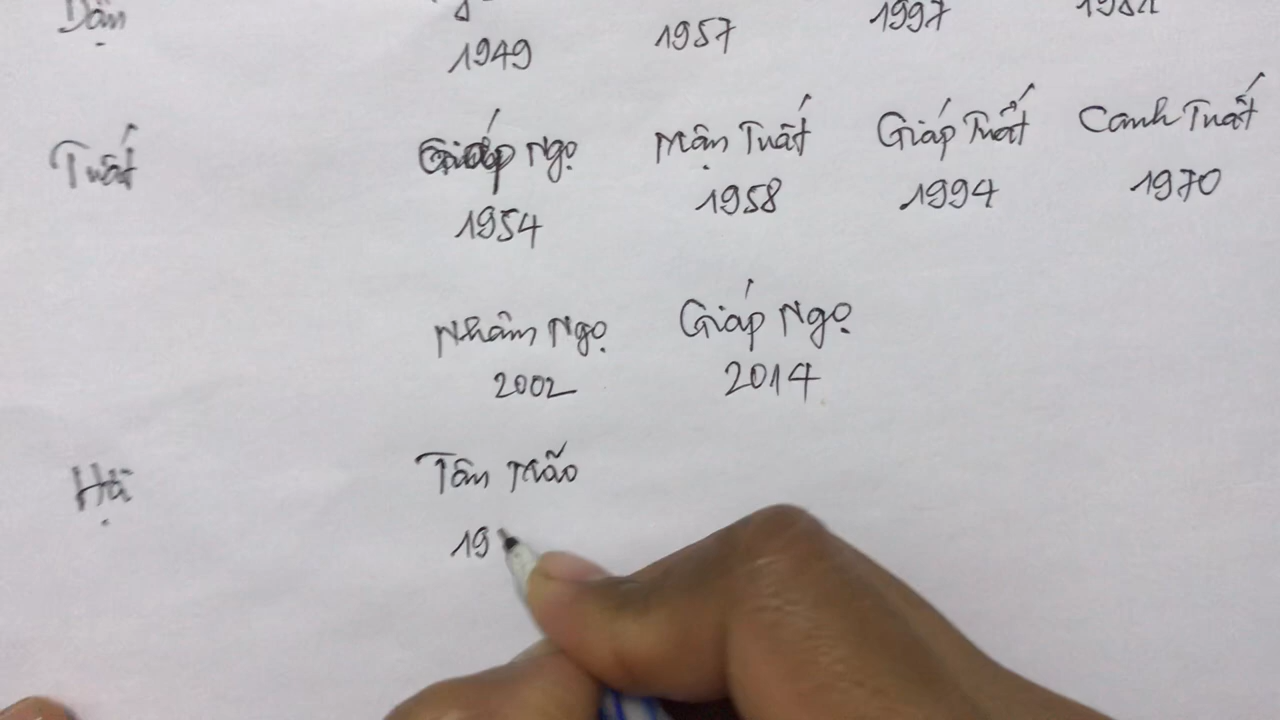 Dần
1949 1957 1997
Tuất Giáp Ngọ Mậu Tuất Giáp Tuất Canh Tuất
1954 1958 1994 1970
Nhâm Ngọ Giáp Ngọ
2002 2014
Hợi Tân Mão
19